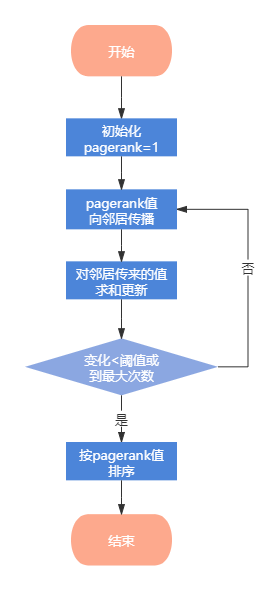 开始
初始化
pagerank=1
pagerank值
向邻居传播
对邻居传来的值
求和更新
否
变化<阈值或
到最大次数
是
按pagerank值
排序
结束